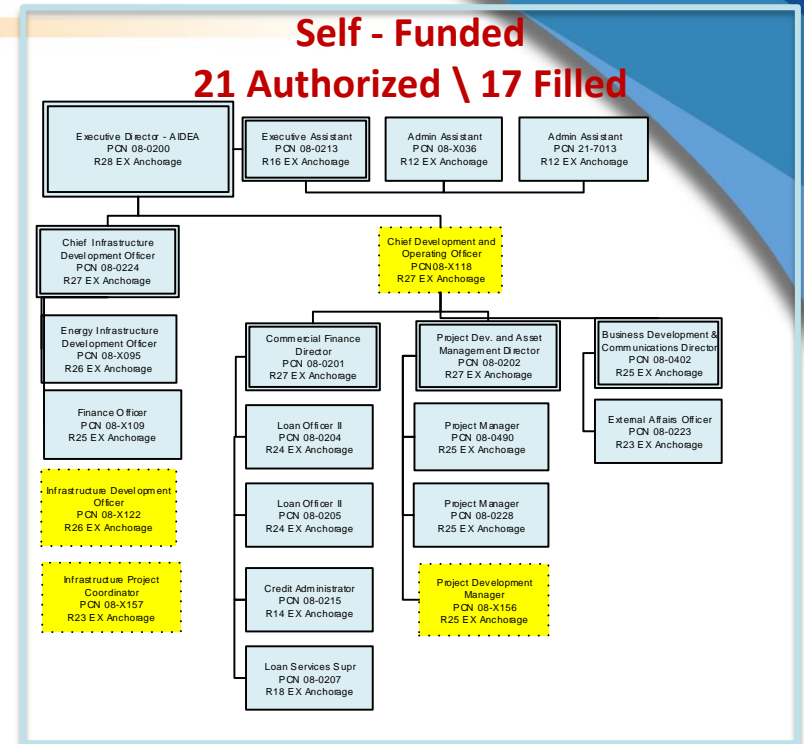 Self - Funded
21 Authorized \ 17 Filled
Executive Director - AIDEA
PCN 08-0200
R28 EX Anchorage
Executive Assistant
PCN 08-0213
R16 EX Anchorage
Admin Assistant
PCN 08-X036
R12 EX Anchorage
Admin Assistant
PCN 21-7013
R12 EX Anchorage
Chief Infrastructure
Development Officer
PCN 08-0224
R27 EX Anchorage
Chief Development and
Operating Officer
PCN08-X118
R27 EX Anchorage
Energy Infrastructure
Development Officer
PCN 08-X095
R26 EX Anchorage
Finance Officer
PCN 08-X109
R25 EX Anchorage
Infrastructure Development
Officer
PCN 08-X122
R26 EX Anchorage
Infrastructure Project
Coordinator
PCN 08-X157
R23 EX Anchorage
Commercial Finance
Director
PCN 08-0201
R27 EX Anchorage
Loan Officer II
PCN 08-0204
R24 EX Anchorage
Loan Officer II
PCN 08-0205
R24 EX Anchorage
Credit Administrator
PCN 08-0215
R14 EX Anchorage
Loan Services Supr
PCN 08-0207
R18 EX Anchorage
Project Dev. and Asset
Management Director
PCN 08-0202
R27 EX Anchorage
Project Manager
PCN 08-0490
R25 EX Anchorage
Project Manager
PCN 08-0228
R25 EX Anchorage
Project Development
Manager
PCN 08-X156
R25 EX Anchorage
Business Development &
Communications Director
PCN 08-0402
R25 EX Anchorage
External Affairs Officer
PCN 08-0223
R23 EX Anchorage